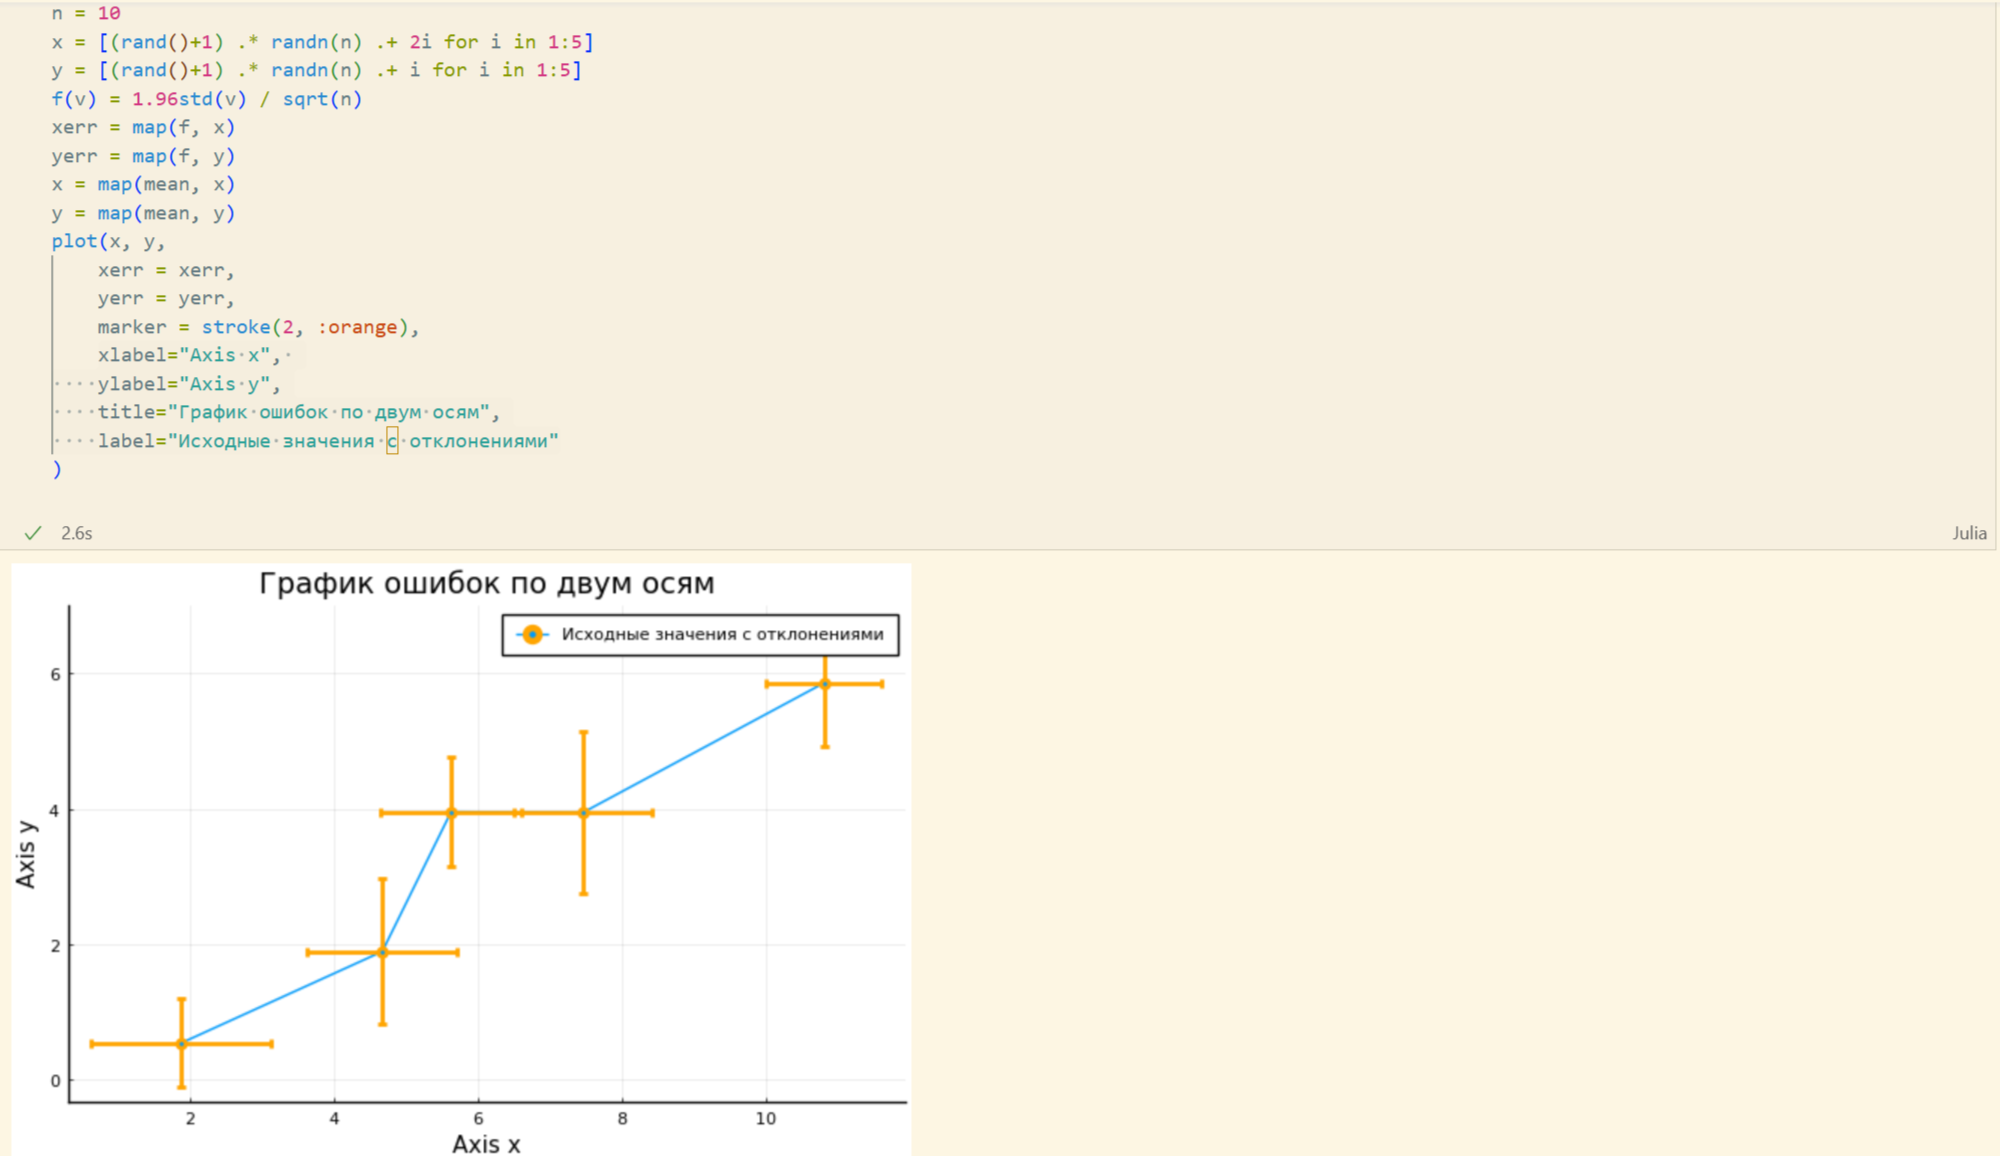 n = 10
x = [(rand()+1) .* randn(n) .+ 2i for i in 1:5]
y = [(rand()+1) .* randn(n) .+ i for i in 1:5]
f(v) = 1.96std(v) / sqrt(n)
xerr = map(f, x)
yerr = map(f, y)
x = map(mean, x)
y = map(mean, y)
plot(x, y,
    xerr = xerr,
    yerr = yerr,
    marker = stroke(2, :orange),
    xlabel="Axis x",
    ylabel="Axis y",
    title="График ошибок по двум осям",
    label="Исходные значения с отклонениями"
)
2.6s
Julia
График ошибок по двум осям
Исходные значения с отклонениями
6
4
2
0
Axis y
2 4 6 8 10
Axis x